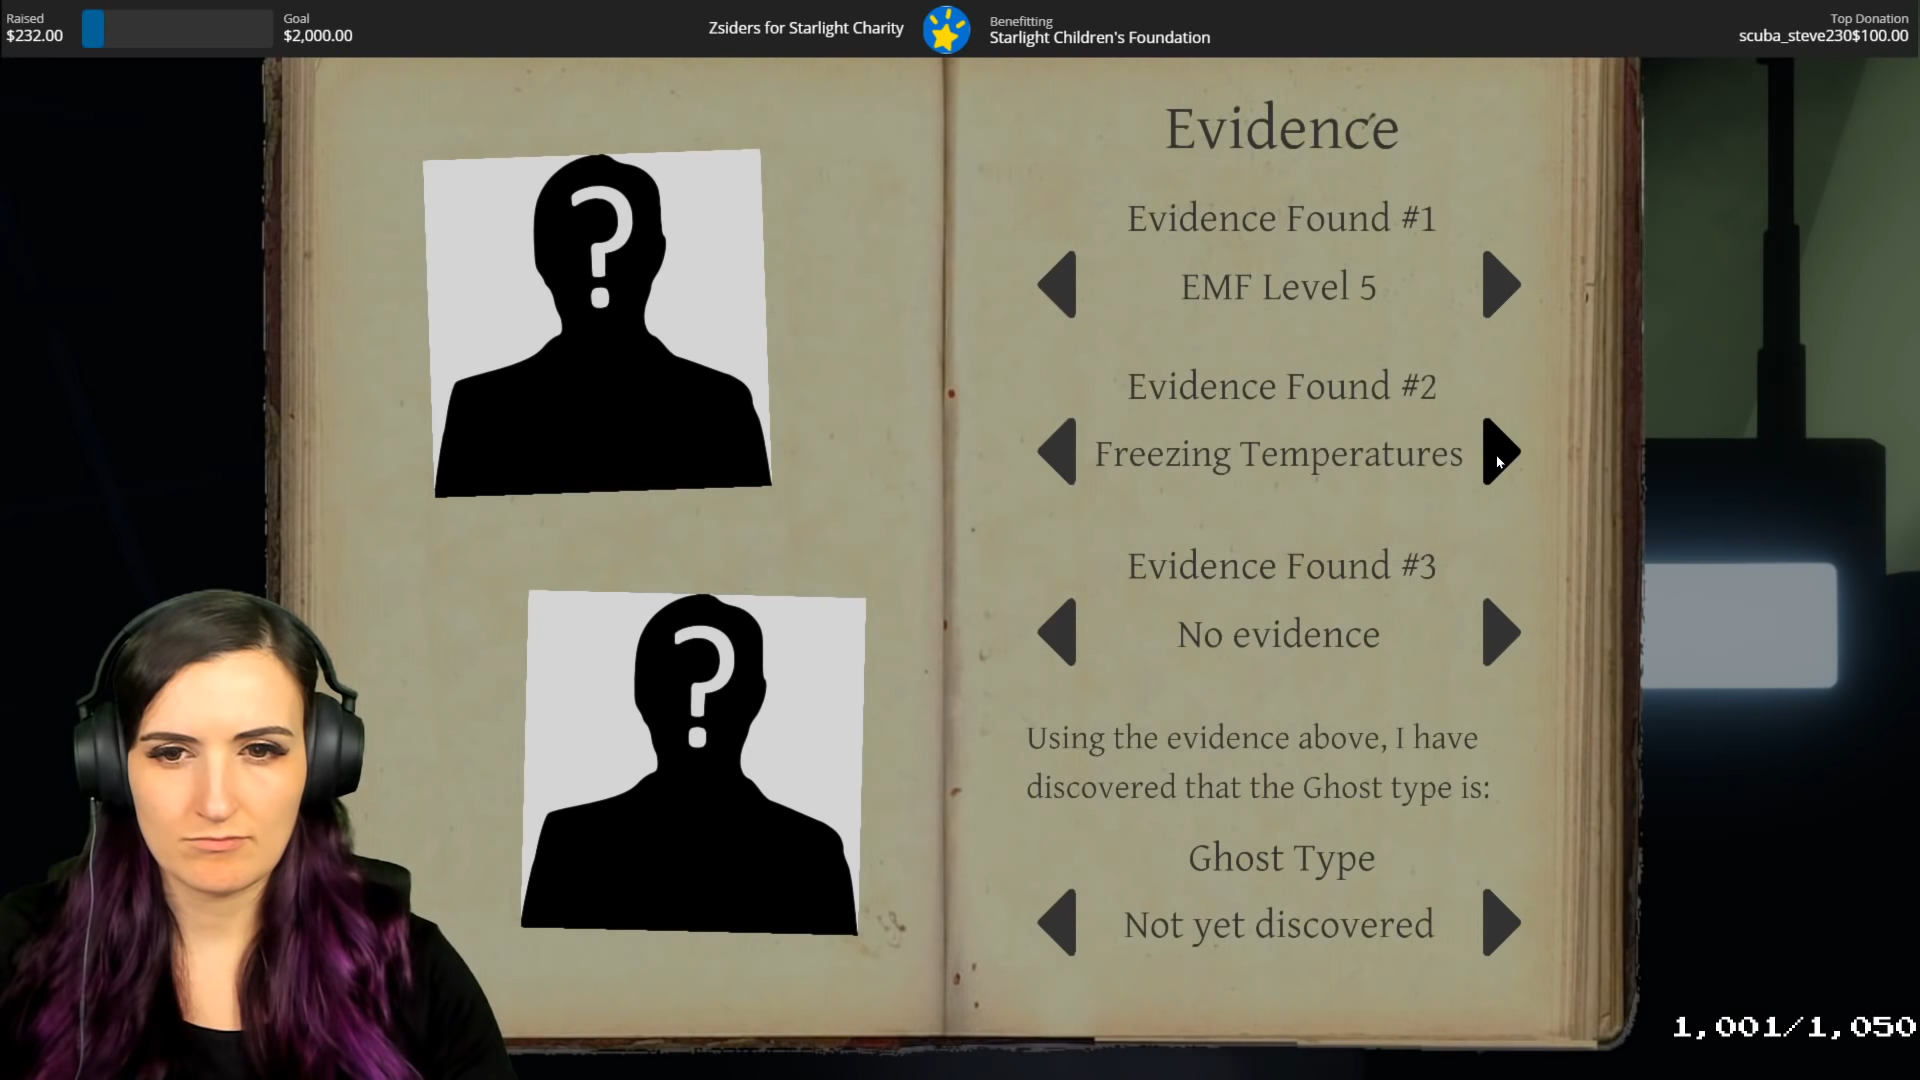 Raised
$232.00
Goal
$2,000.00
Zsiders for Starlight Charity
Benefitting
Starlight Children's Foundation
Top Donation
scuba_steve230$100.00
Evidence
Evidence Found #1
EMF Level 5
Evidence Found #2
Freezing Temperatures
Evidence Found #3
No evidence
Using the evidence above, I have
discovered that the Ghost type is:
Ghost Type
Not yet discovered
?
?
1,001/1,050